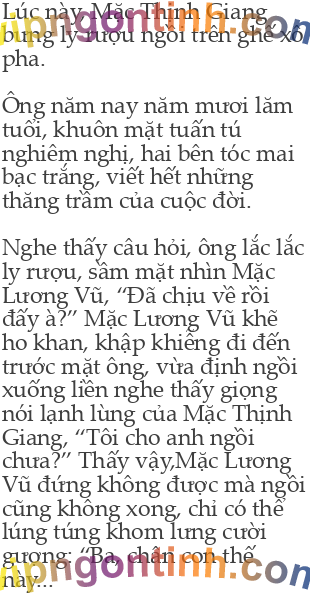 Lúc này, Mặc Thịnh Giang
bưng ly rượu ngồi trên ghế xô
pha.
Ông năm nay năm mươi lăm
tuổi, khuôn mặt tuấn tú
nghiêm nghị, hai bên tóc mai
bạc trắng, viết hết những
thăng trầm của cuộc đời.
Nghe thấy câu hỏi, ông lắc lắc
ly rượu, sầm mặt nhìn Mặc
Lương Vũ, “Đã chịu về rồi
đấy à?” Mặc Lương Vũ khẽ
ho khan, khập khiễng đi đến
trước mặt ông, vừa định ngồi
xuống liền nghe thấy giọng
nói lạnh lùng của Mặc Thịnh
Giang, “Tôi cho anh ngồi
chưa?” Thấy vậy,Mặc Lương
Vũ đứng không được mà ngồi
cũng không xong, chỉ có thể
lúng túng khom lưng cười
gượng: “Ba, chân con thế
này...
vipngontinh.com
vipngontinh.com